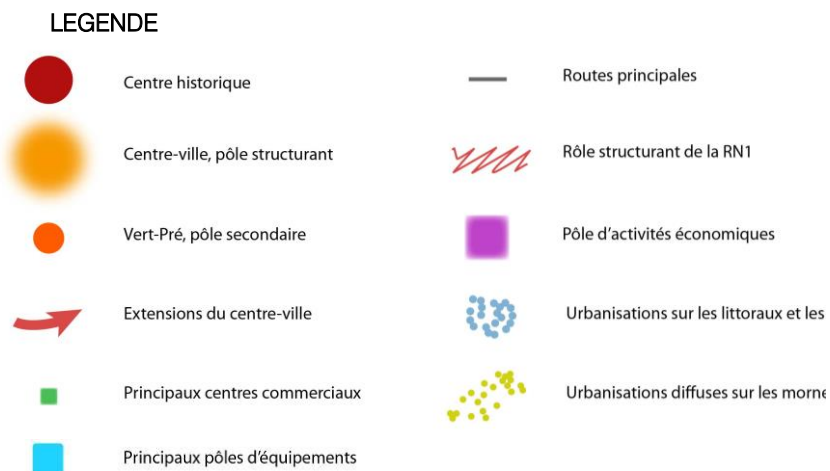 LEGENDE
Centre historique
Centre-ville, pôle structurant
Vert-Pré, pôle secondaire
Extensions du centre-ville
Principaux centres commerciaux
Principaux pôles d'équipements
Routes principales
Rôle structurant de la RN1
Pôle d'activités économiques
Urbanisations sur les littoraux et les
Urbanisations diffuses sur les morne